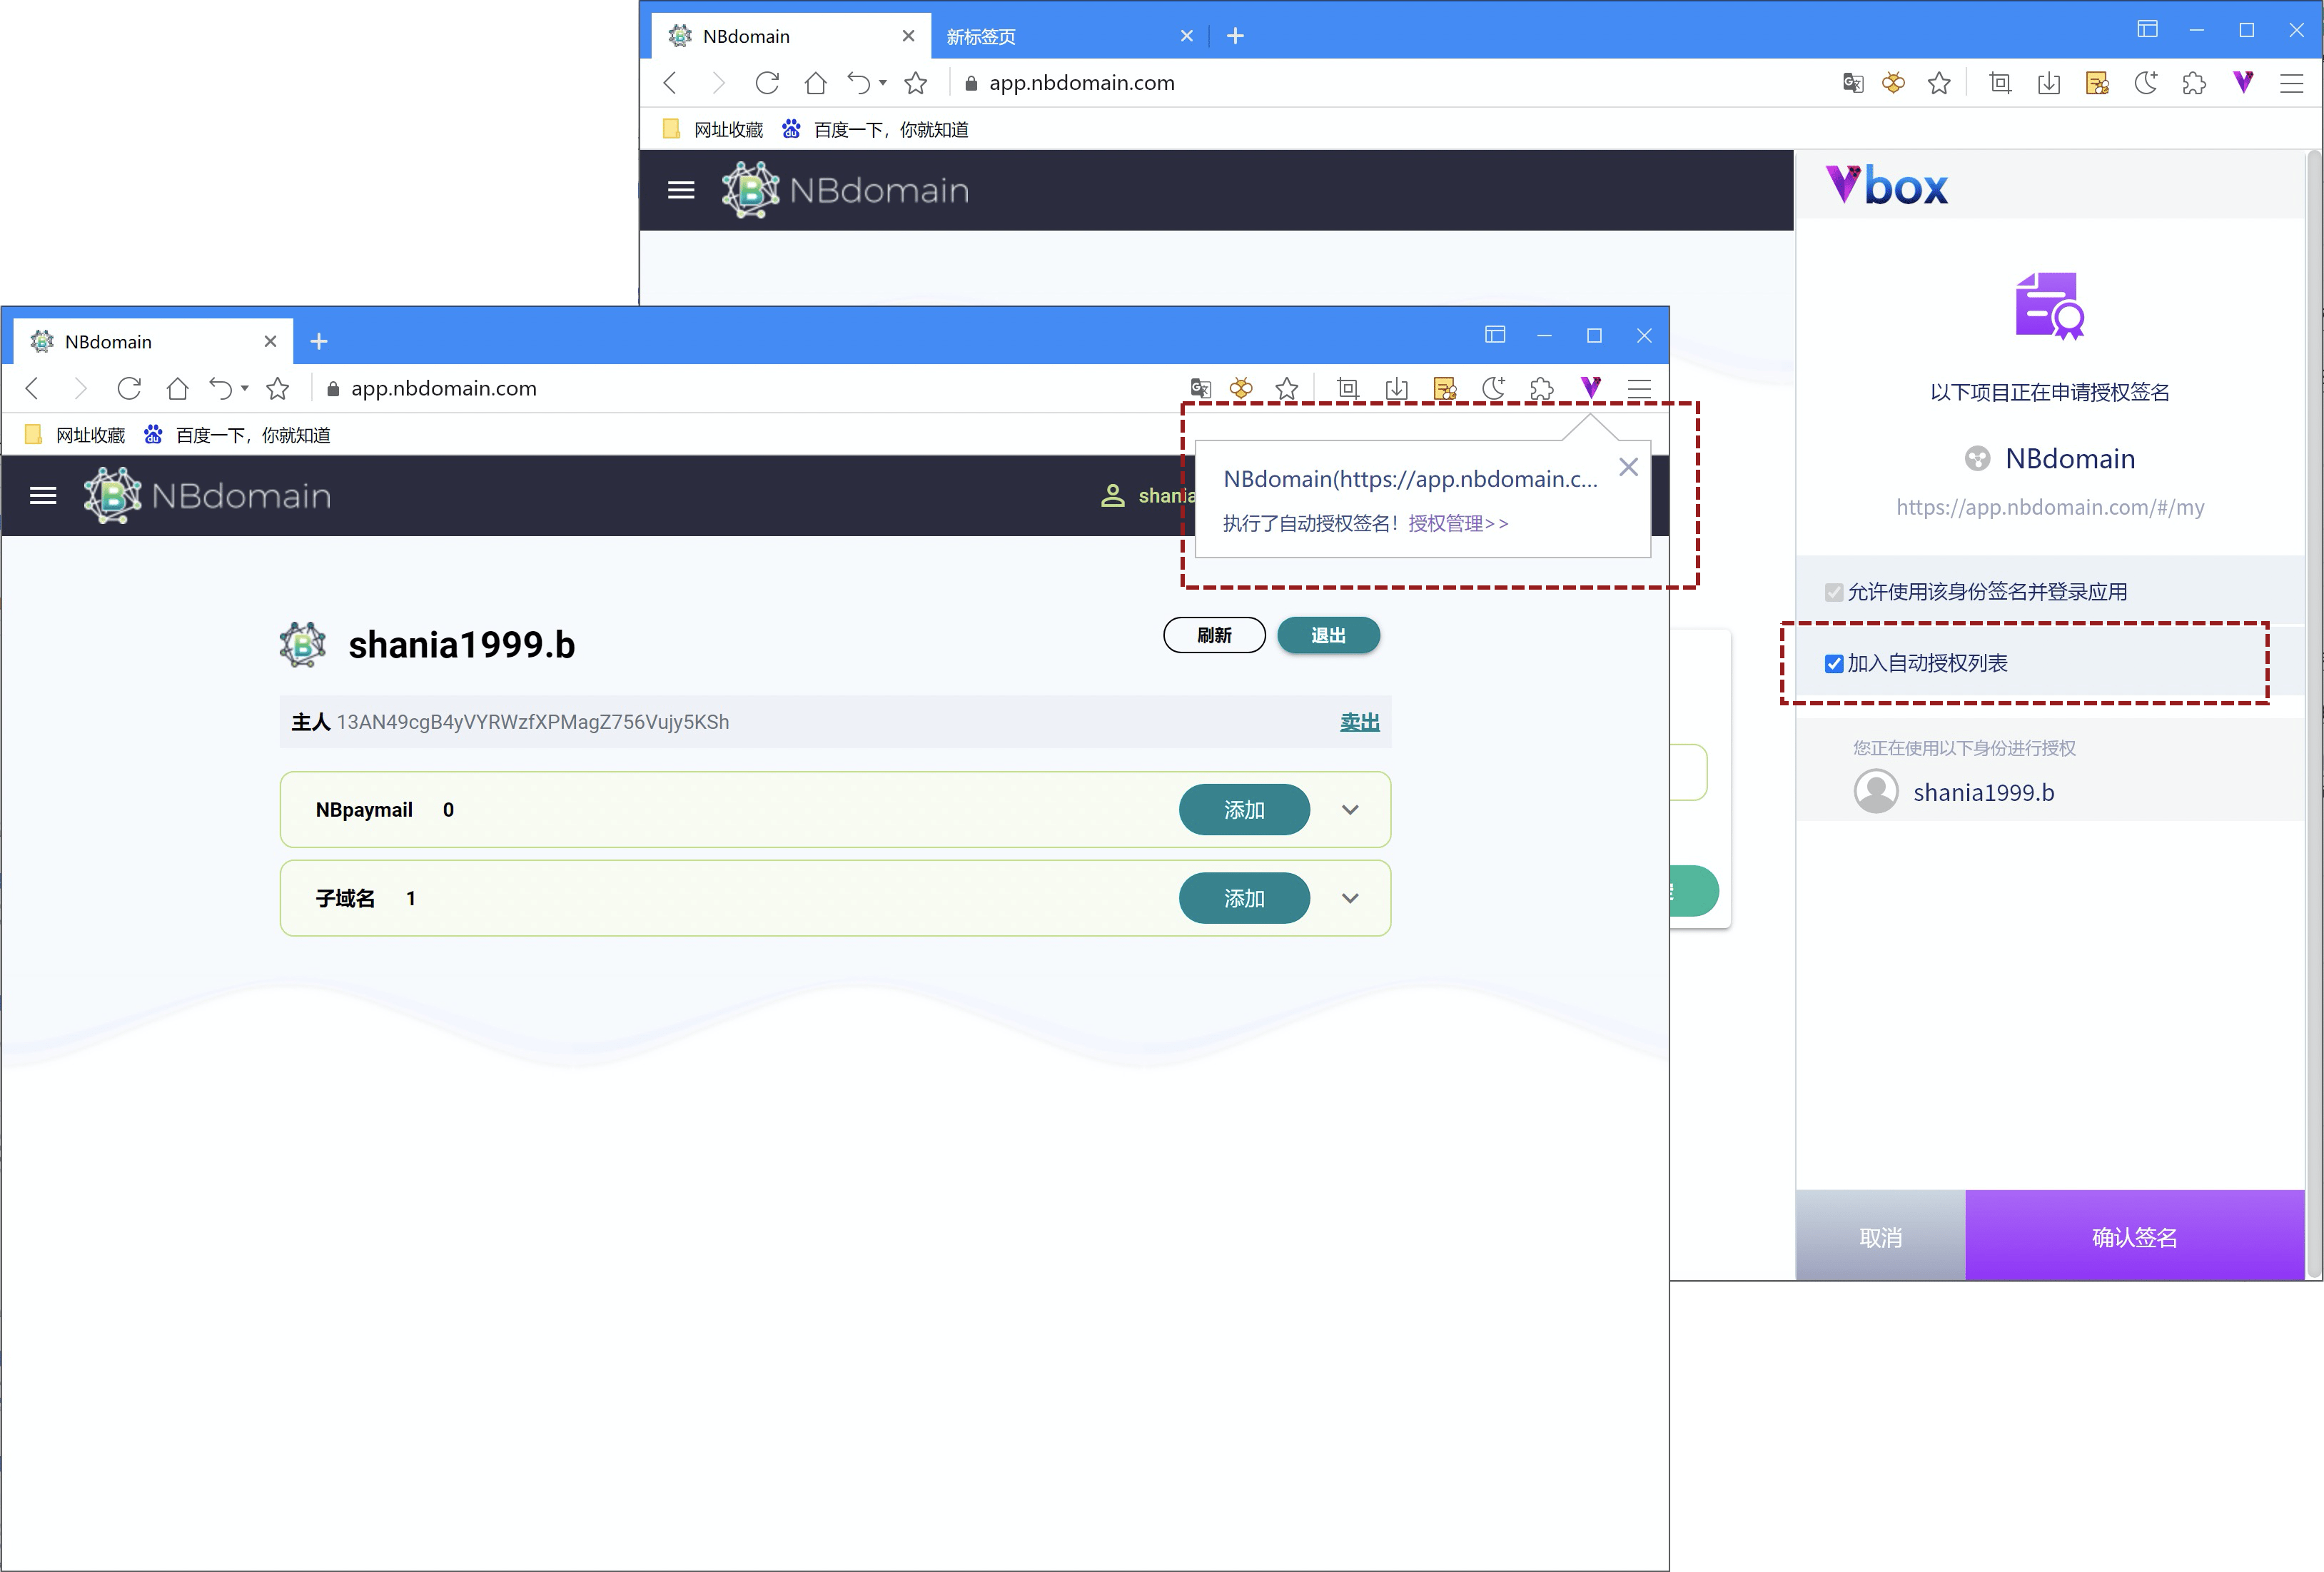 NBdomain
新标签页
app.nbdomain.com
网址收藏
百度一下，你就知道
NBdomain
Vbox
以下项目正在申请授权签名
NBdomain
https://app.nbdomain.com/#/my
允许使用该身份签名并登录应用
加入自动授权列表
您正在使用以下身份进行授权
shania1999.b
取消
确认签名
NBdomain
app.nbdomain.com
网址收藏
百度一下，你就知道
NBdomain
shania
NBdomain(https://app.nbdomain.c...
执行了自动授权签名！授权管理>>
shania1999.b
刷新
退出
主人 13AN49cgB4yVYRWzfXPMagZ756Vujy5KSh
卖出
NBpaymail 0
添加
子域名 1
添加